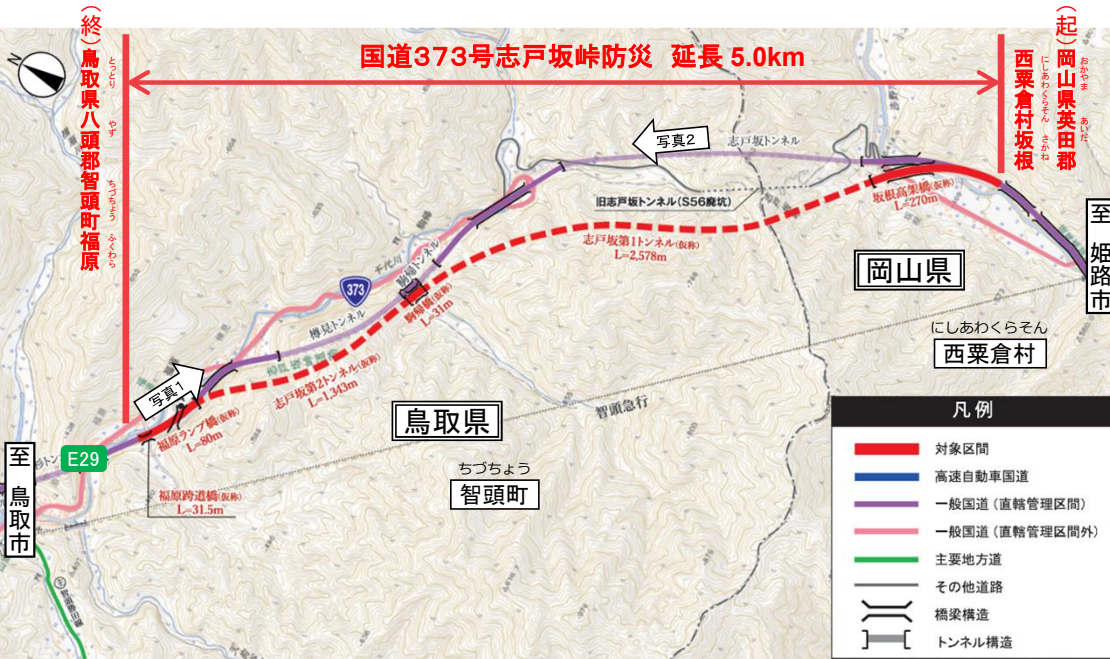 国道373号志戸坂峠防災 延長 5.0km
(終)鳥取県八頭郡智頭町福原
とっとり やず ちづちょう ふくわら
(起)岡山県英田郡
おかやま あいだ
西粟倉村坂根
にしあわくらそん さかね
N
写真2
志戸坂トンネル
旧志戸坂トンネル(S56廃坑)
坂根高架橋(仮称)
L=270m
志戸坂第1トンネル(仮称)
L=2,578m
千代川
駒帰トンネル
373
駒帰橋(仮称)
L=31m
樽見トンネル
志戸坂第2トンネル(仮称)
L=1,343m
写真1
福原ランプ橋(仮称)
L=80m
福原跨道橋(仮称)
L=31.5m
E29
至 鳥取市
至 姫路市
岡山県
にしあわくらそん
西粟倉村
鳥取県
ちづちょう
智頭町
智頭急行
凡例
対象区間
高速自動車国道
一般国道(直轄管理区間)
一般国道(直轄管理区間外)
主要地方道
その他道路
橋梁構造
トンネル構造